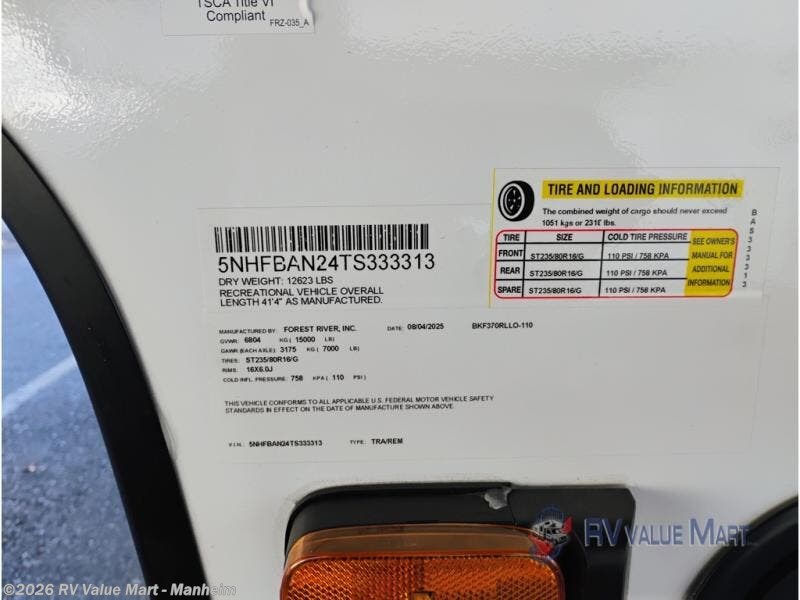 TSCA Title VI
Compliant
FRZ-035_A
TIRE AND LOADING INFORMATION
The combined weight of cargo should never exceed
1051 kgs or 2318 lbs.
TIRE SIZE COLD TIRE PRESSURE
FRONT ST235/80R16/G 110 PSI / 758 KPA
REAR ST235/80R16/G 110 PSI / 758 KPA
SPARE ST235/80R16/G 110 PSI / 758 KPA
SEE OWNER'S
MANUAL FOR
ADDITIONAL
INFORMATION
BAS333313
5NHFBAN24TS333313
DRY WEIGHT: 12623 LBS
RECREATIONAL VEHICLE OVERALL
LENGTH 41'4" AS MANUFACTURED.
MANUFACTURED BY: FOREST RIVER, INC. DATE: 08/04/2025 BKF370RLLO-110
GVWR: 6804 KG ( 15000 LB)
GAWR (EACH AXLE): 3175 KG ( 7000 LB)
TIRES: ST235/80R16/G
RIMS: 16X6.0J
COLD INFL. PRESSURE: 758 KPA ( 110 PSI )
THIS VEHICLE CONFORMS TO ALL APPLICABLE U.S. FEDERAL MOTOR VEHICLE SAFETY
STANDARDS IN EFFECT ON THE DATE OF MANUFACTURE SHOWN ABOVE.
V.I.N.: 5NHFBAN24TS333313 TYPE: TRA/REM
RV VALUE MART
©2026 RV Value Mart - Manheim